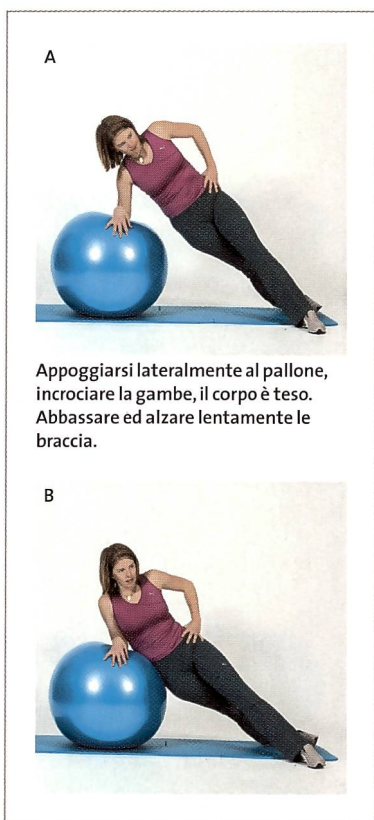 A
Appoggiarsi lateralmente al pallone,
incrociare la gambe, il corpo è teso.
Abbassare ed alzare lentamente le
braccia.
B